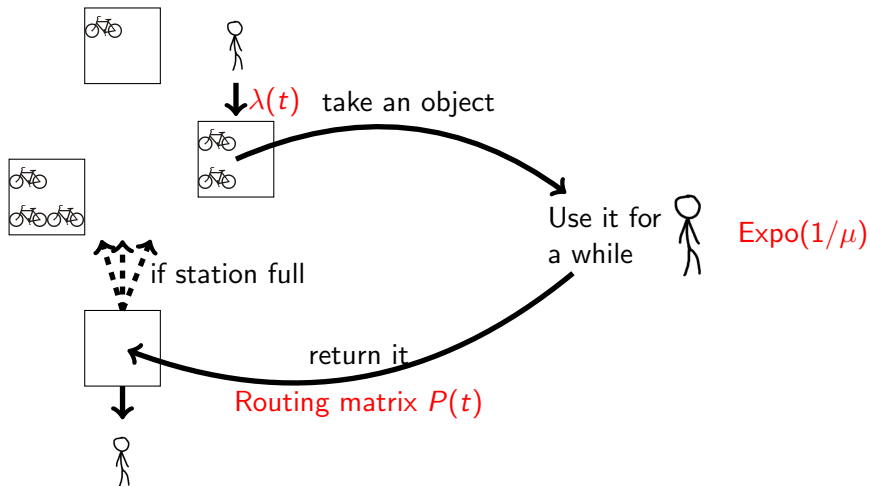 λ(t) take an object
Use it for
a while
Expo(1/μ)
if station full
return it
Routing matrix P(t)